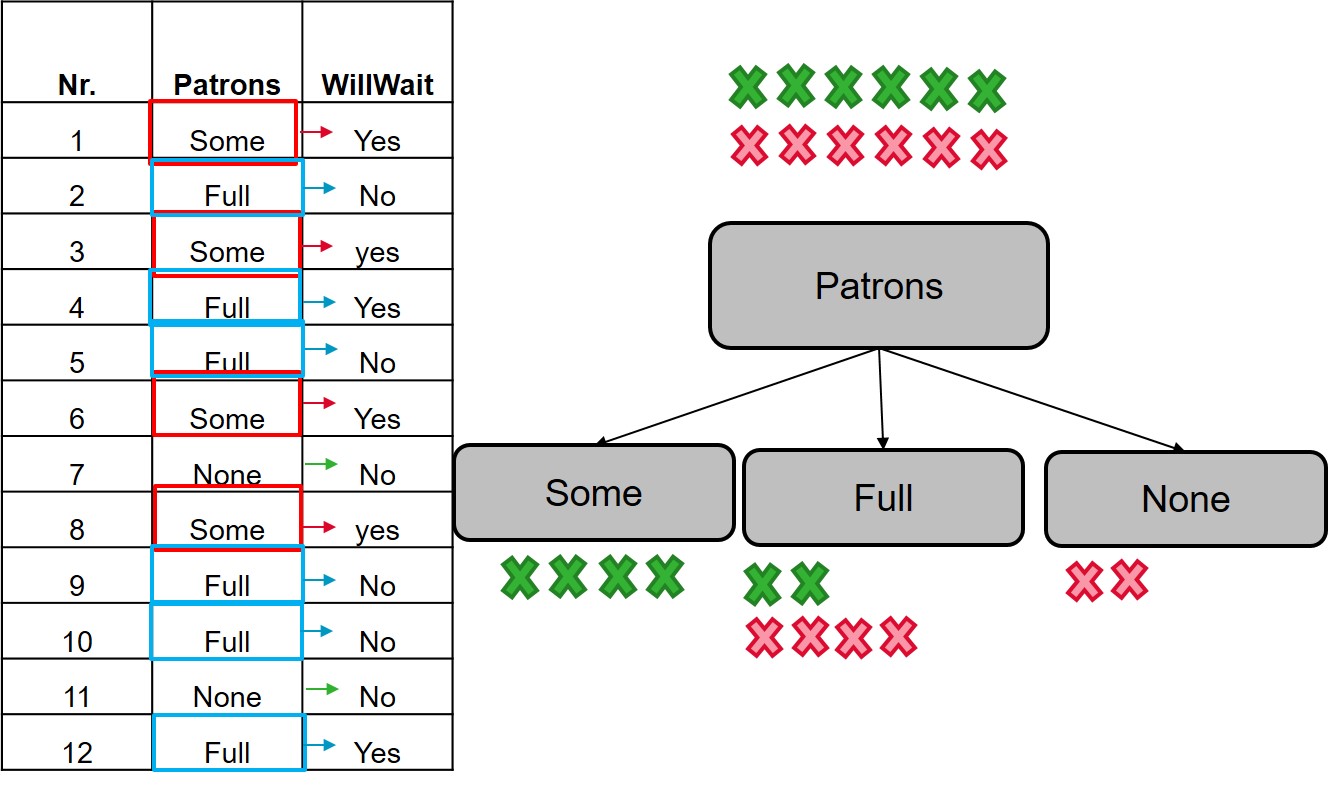 Nr. Patrons WillWait
1 Some Yes
2 Full No
3 Some yes
4 Full Yes
5 Full No
6 Some Yes
7 None No
8 Some yes
9 Full No
10 Full No
11 None No
12 Full Yes
Patrons
Some Full None